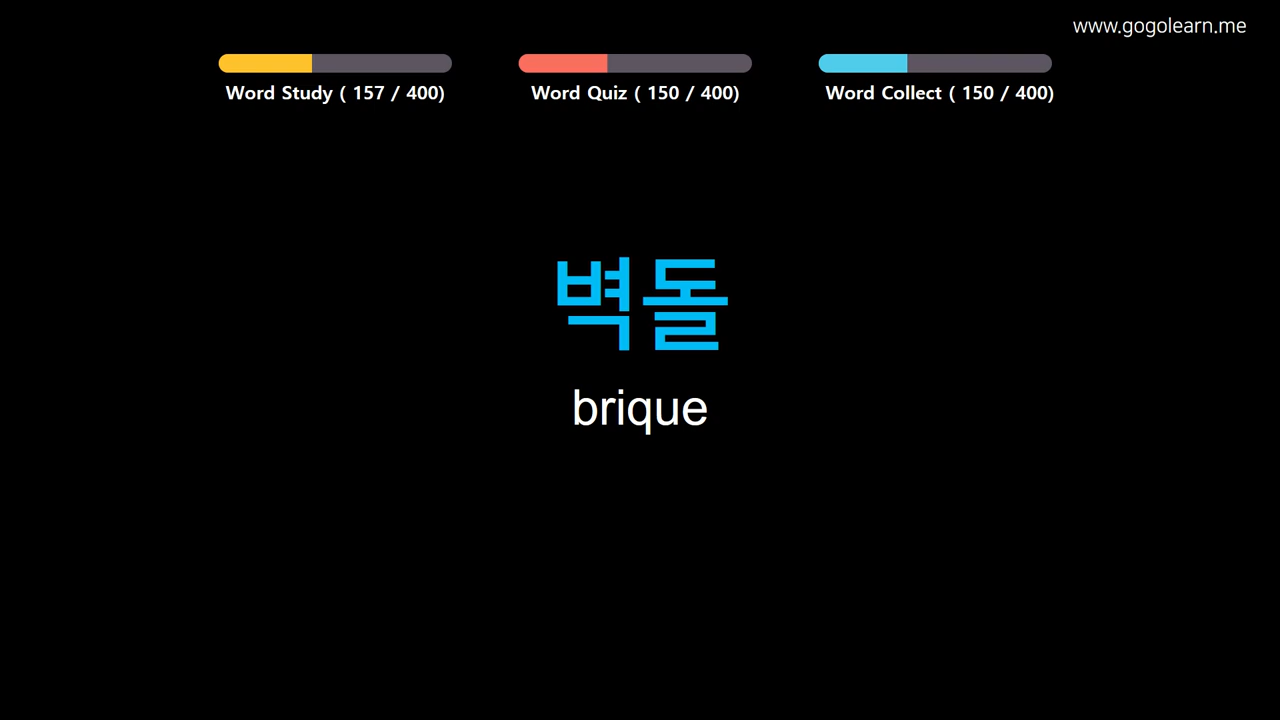 www.gogolearn.me
Word Study ( 157 / 400)
Word Quiz ( 150 / 400)
Word Collect ( 150 / 400)
벽돌
brique